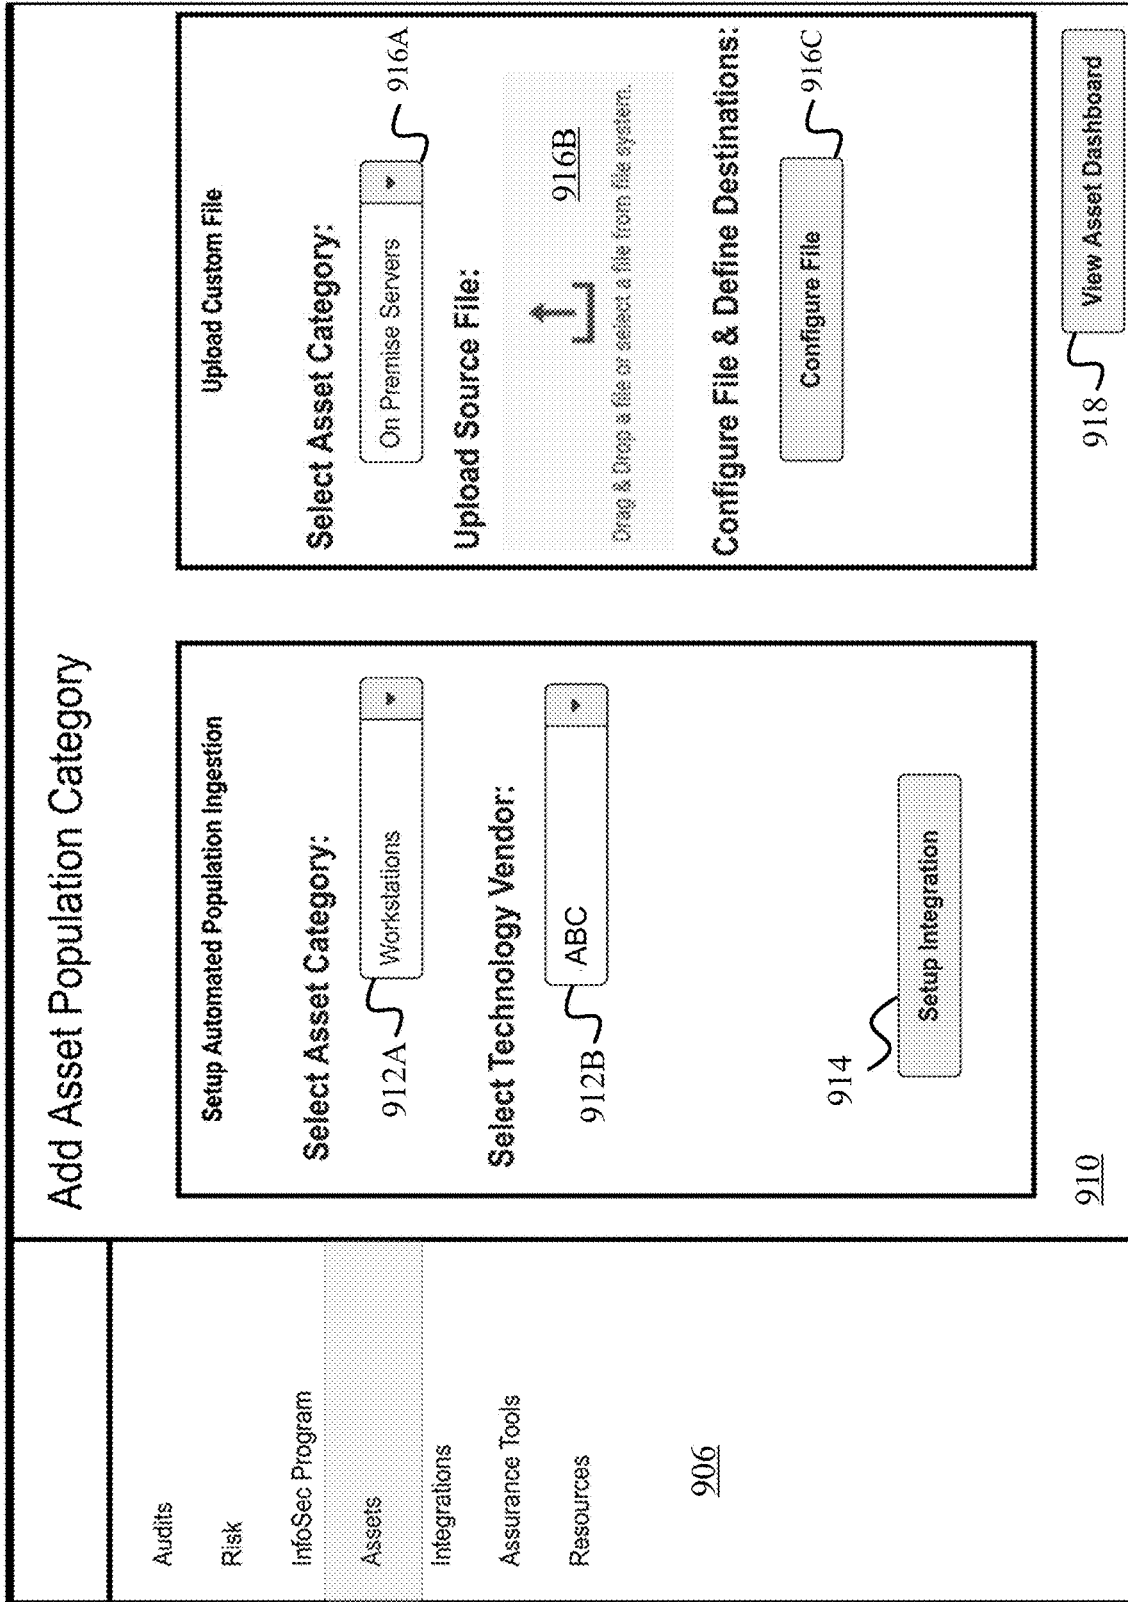 Add Asset Population Category
Audits
Risk
InfoSec Program
Assets
Integrations
Assurance Tools
Resources
906
Setup Automated Population Ingestion
Select Asset Category:
Workstations
912A
Select Technology Vendor:
ABC
912B
914
Setup Integration
910
Upload Custom File
Select Asset Category:
On Premise Servers
916A
Upload Source File:
916B
Drag & Drop a file or select a file from file system.
Configure File & Define Destinations:
Configure File
916C
918
View Asset Dashboard